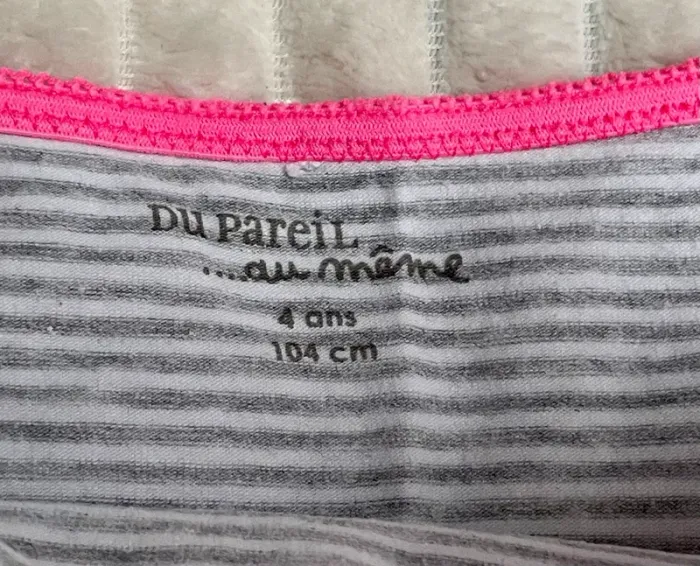 Du Pareil
....au même
4 ans
104 cm